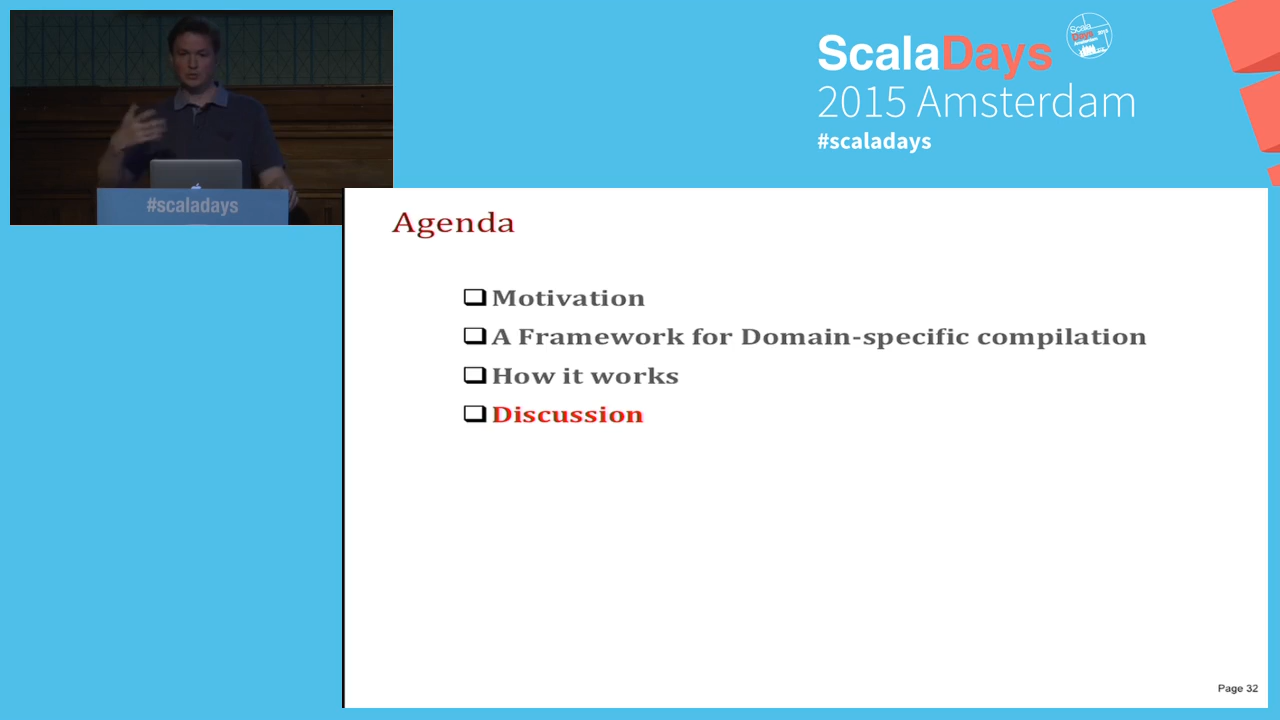 ScalaDays
2015 Amsterdam
#scaladays
#scaladays
Agenda
Motivation
A Framework for Domain-specific compilation
How it works
Discussion
Page 32